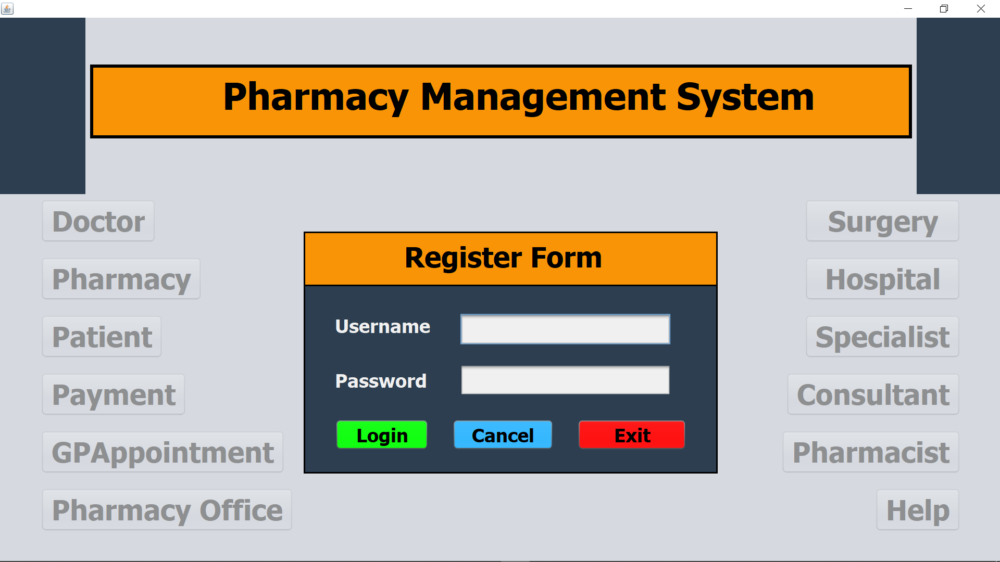 Pharmacy Management System
Doctor
Pharmacy
Patient
Payment
GPAppointment
Pharmacy Office
Register Form
Username
Password
Login Cancel Exit
Surgery
Hospital
Specialist
Consultant
Pharmacist
Help